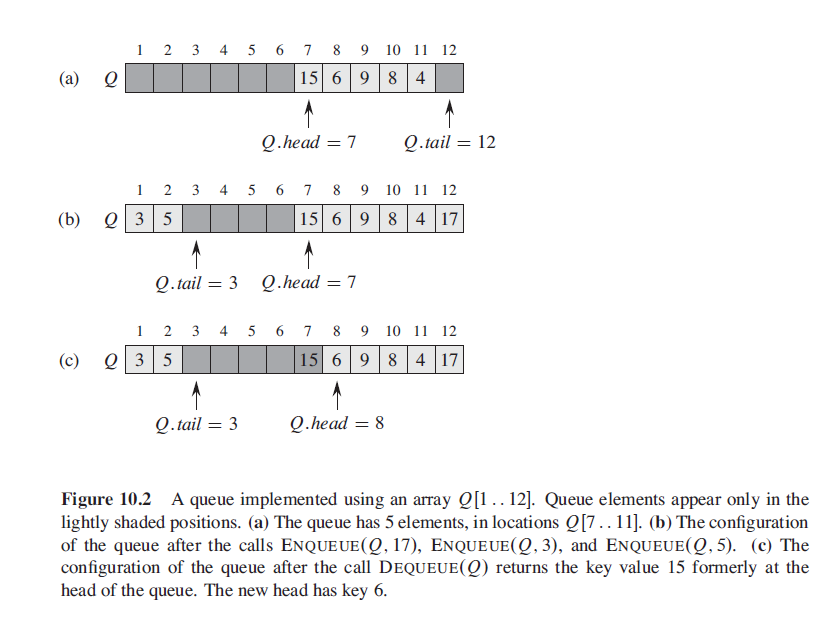 1 2 3 4 5 6 7 8 9 10 11 12
(a) Q 15 6 9 8 4
Q.head = 7 Q.tail = 12
1 2 3 4 5 6 7 8 9 10 11 12
(b) Q 3 5 15 6 9 8 4 17
Q.tail = 3 Q.head = 7
1 2 3 4 5 6 7 8 9 10 11 12
(c) Q 3 5 15 6 9 8 4 17
Q.tail = 3 Q.head = 8
Figure 10.2 A queue implemented using an array Q[1 . . 12]. Queue elements appear only in the
lightly shaded positions. (a) The queue has 5 elements, in locations Q[7 . . 11]. (b) The configuration
of the queue after the calls ENQUEUE(Q, 17), ENQUEUE(Q, 3), and ENQUEUE(Q, 5). (c) The
configuration of the queue after the call DEQUEUE(Q) returns the key value 15 formerly at the
head of the queue. The new head has key 6.